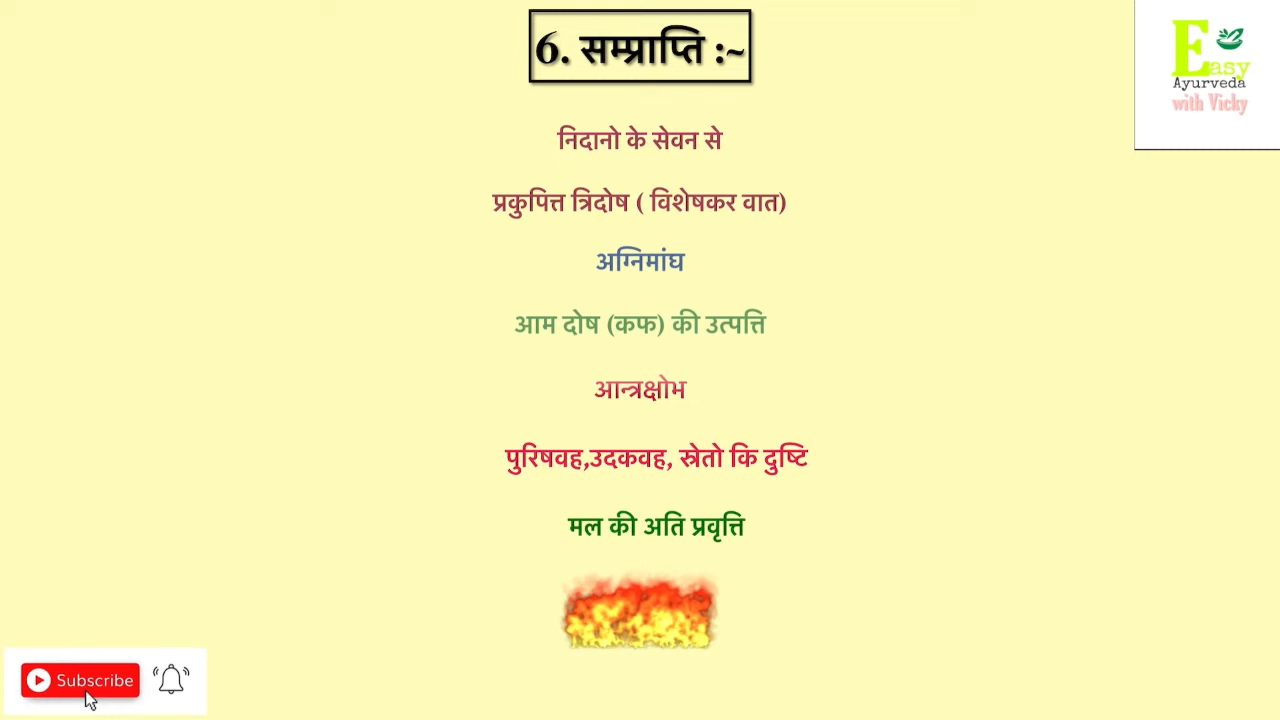 6. सम्प्राप्ति :~
Easy
Ayurveda
with Vicky
निदानो के सेवन से
प्रकुपित्त त्रिदोष ( विशेषकर वात)
अग्निमांघ
आम दोष (कफ) की उत्पत्ति
आन्त्रक्षोभ
पुरिषवह,उदकवह, स्रेतो कि दुष्टि
मल की अति प्रवृत्ति
Subscribe